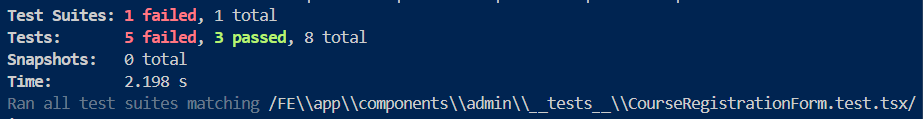 Test Suites: 1 failed, 1 total
Tests:       5 failed, 3 passed, 8 total
Snapshots:   0 total
Time:        2.198 s
Ran all test suites matching /FE\\app\\components\\admin\\__tests__\\CourseRegistrationForm.test.tsx/